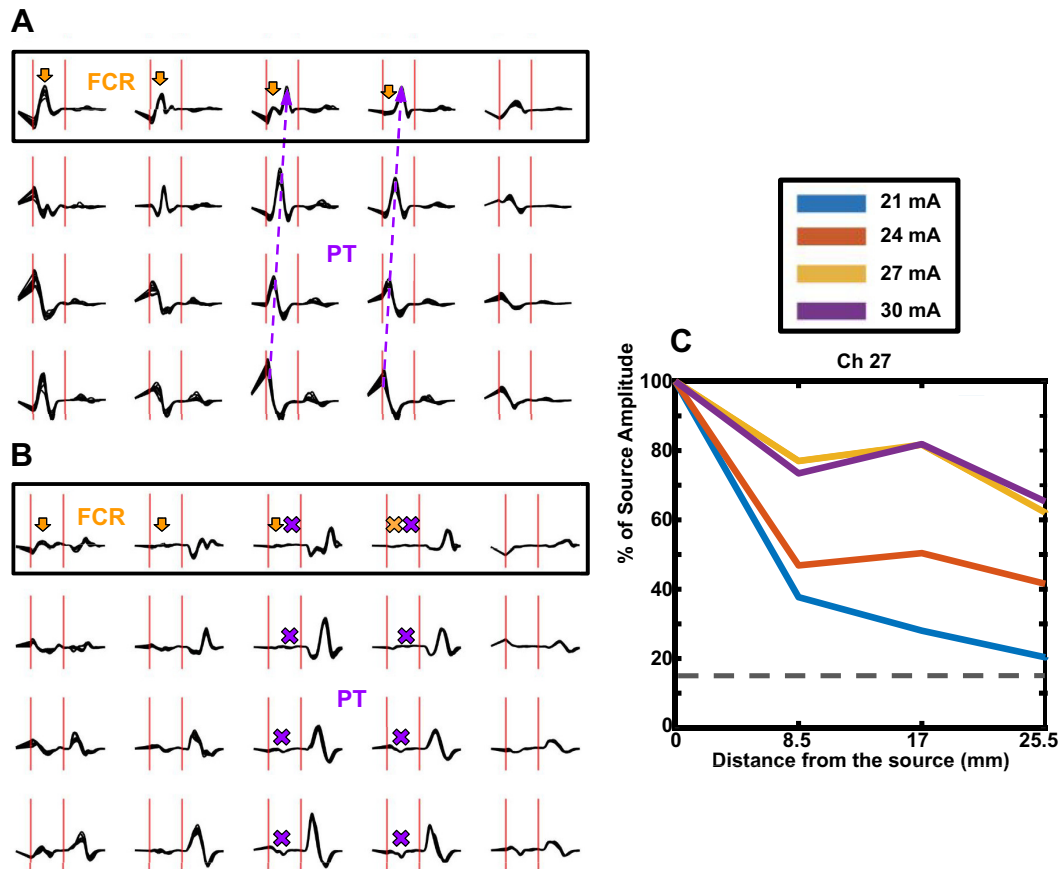 A
FCR
PT
B
FCR
PT
21 mA
24 mA
27 mA
30 mA
C
Ch 27
% of Source Amplitude
100
80
60
40
20
0
0 8.5 17 25.5
Distance from the source (mm)